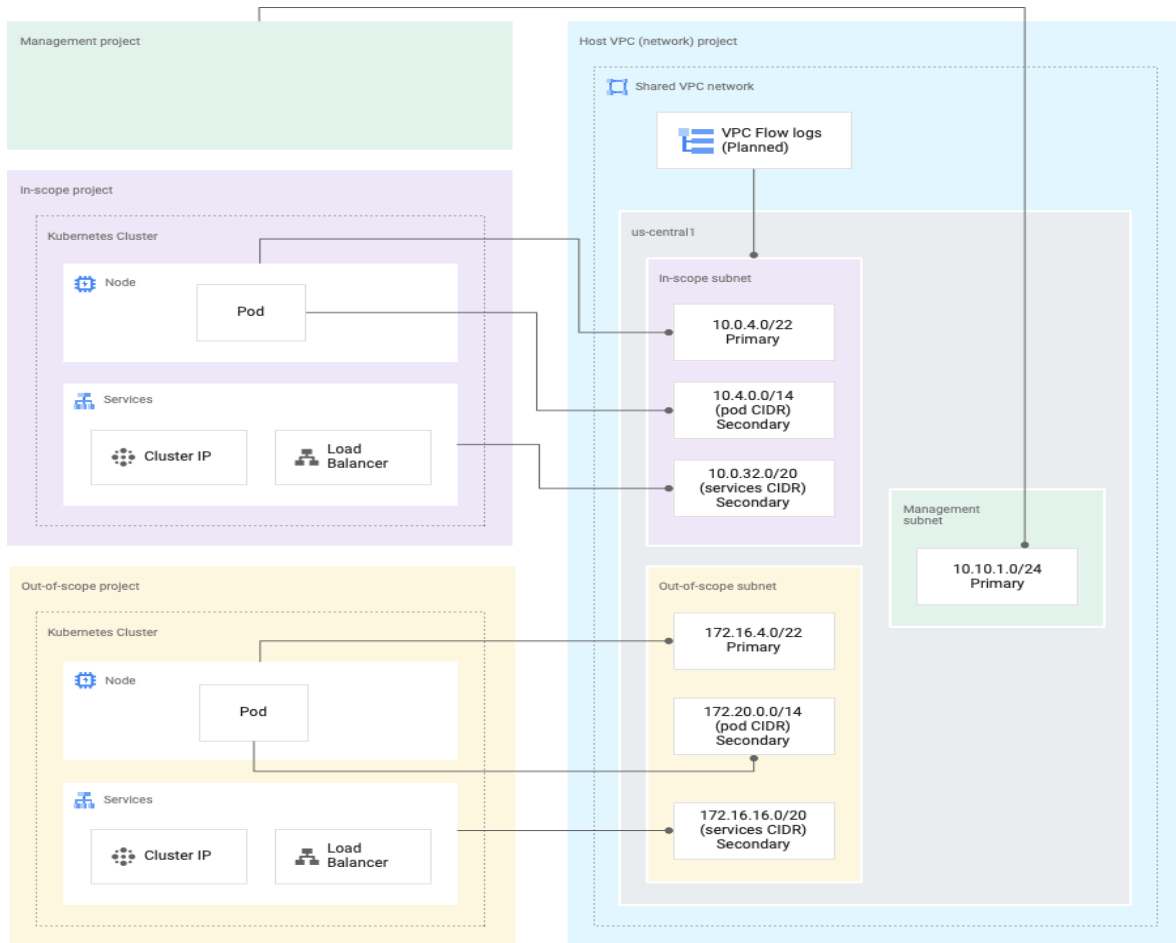 Management project
In-scope project
Kubernetes Cluster
Node
Pod
Services
Cluster IP
Load
Balancer
Out-of-scope project
Kubernetes Cluster
Node
Pod
Services
Cluster IP
Load
Balancer
Host VPC (network) project
Shared VPC network
VPC Flow logs
(Planned)
us-central1
In-scope subnet
10.0.4.0/22
Primary
10.4.0.0/14
(pod CIDR)
Secondary
10.0.32.0/20
(services CIDR)
Secondary
Out-of-scope subnet
172.16.4.0/22
Primary
172.20.0.0/14
(pod CIDR)
Secondary
172.16.16.0/20
(services CIDR)
Secondary
Management
subnet
10.10.1.0/24
Primary